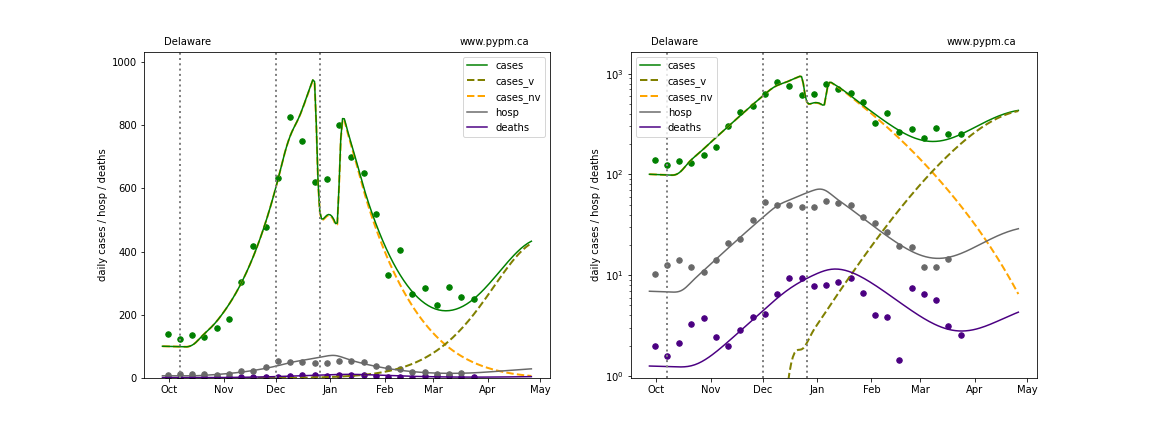 Delaware www.pypm.ca
cases
cases_v
cases_nv
hosp
deaths
daily cases / hosp / deaths
1000
800
600
400
200
0
Oct Nov Dec Jan Feb Mar Apr May
Delaware www.pypm.ca
cases
cases_v
cases_nv
hosp
deaths
daily cases / hosp / deaths
10³
10²
10¹
10⁰
Oct Nov Dec Jan Feb Mar Apr May